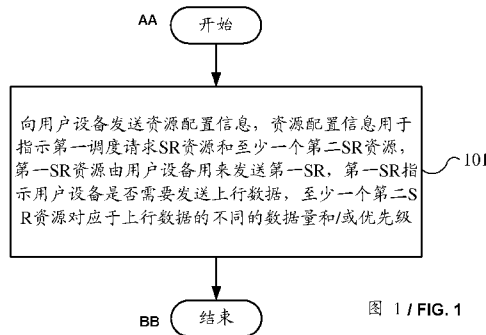 AA 开始
向用户设备发送资源配置信息，资源配置信息用于
指示第一调度请求SR资源和至少一个第二SR资源，
第一SR资源由用户设备用来发送第一SR，第一SR指
示用户设备是否需要发送上行数据，至少一个第二S
R资源对应于上行数据的不同的数据量和/或优先级
101
BB 结束
图 1 / FIG. 1